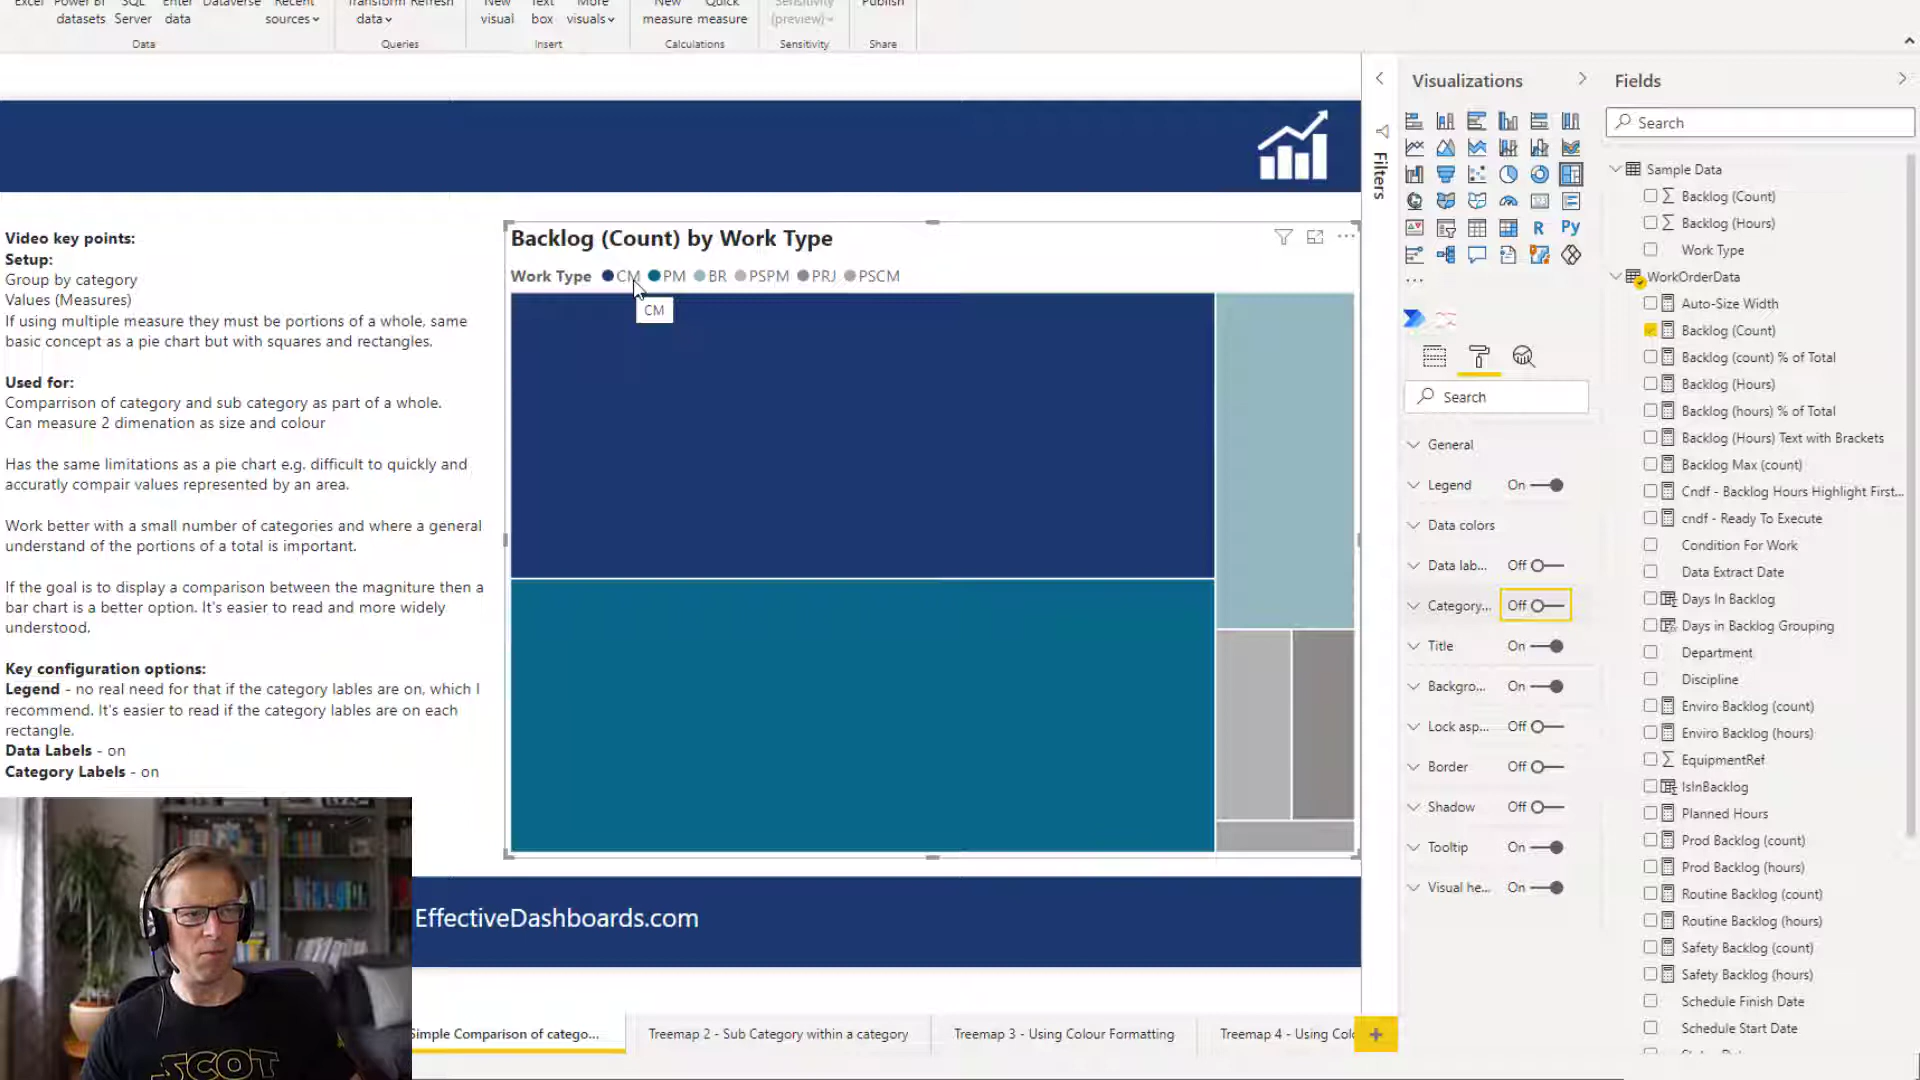 Excel
Power BI
datasets
SQL
Server
Enter
data
Dataverse
Recent
sources
Data
Transform
data
Refresh
Queries
New
visual
Text
box
More
visuals
Insert
New
measure
Quick
measure
Calculations
Sensitivity
(preview)
Sensitivity
Publish
Share
Video key points:
Setup:
Group by category
Values (Measures)
If using multiple measure they must be portions of a whole, same
basic concept as a pie chart but with squares and rectangles.
Used for:
Comparrison of category and sub category as part of a whole.
Can measure 2 dimenation as size and colour
Has the same limitations as a pie chart e.g. difficult to quickly and
accuratly compair values represented by an area.
Work better with a small number of categories and where a general
understand of the portions of a total is important.
If the goal is to display a comparison between the magniture then a
bar chart is a better option. It's easier to read and more widely
understood.
Key configuration options:
Legend - no real need for that if the category lables are on, which I
recommend. It's easier to read if the category lables are on each
rectangle.
Data Labels - on
Category Labels - on
SCOT
Backlog (Count) by Work Type
Work Type CM PM BR PSPM PRJ PSCM
CM
EffectiveDashboards.com
Simple Comparison of catego...
Treemap 2 - Sub Category within a category
Treemap 3 - Using Colour Formatting
Treemap 4 - Using Col
Filters
Visualizations
R
Py
Search
General
Legend On
Data colors
Data lab... Off
Category... Off
Title On
Backgro... On
Lock asp... Off
Border Off
Shadow Off
Tooltip On
Visual he... On
Fields
Search
Sample Data
Backlog (Count)
Backlog (Hours)
Work Type
WorkOrderData
Auto-Size Width
Backlog (Count)
Backlog (count) % of Total
Backlog (Hours)
Backlog (hours) % of Total
Backlog (Hours) Text with Brackets
Backlog Max (count)
Cndf - Backlog Hours Highlight First...
cndf - Ready To Execute
Condition For Work
Data Extract Date
Days In Backlog
Days in Backlog Grouping
Department
Discipline
Enviro Backlog (count)
Enviro Backlog (hours)
EquipmentRef
IsInBacklog
Planned Hours
Prod Backlog (count)
Prod Backlog (hours)
Routine Backlog (count)
Routine Backlog (hours)
Safety Backlog (count)
Safety Backlog (hours)
Schedule Finish Date
Schedule Start Date